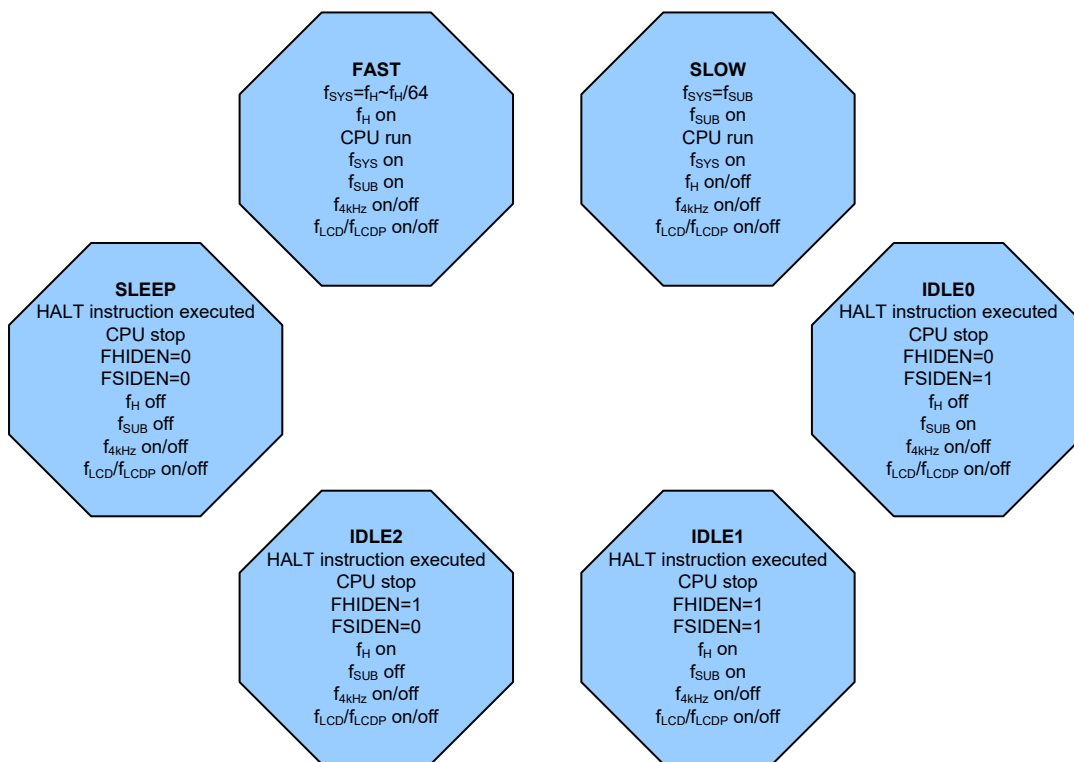 FAST
fSYS=fH~fH/64
fH on
CPU run
fSYS on
fSUB on
f4kHz on/off
fLCD/fLCDP on/off
SLOW
fSYS=fSUB
fSUB on
CPU run
fSYS on
fH on/off
f4kHz on/off
fLCD/fLCDP on/off
SLEEP
HALT instruction executed
CPU stop
FHIDEN=0
FSIDEN=0
fH off
fSUB off
f4kHz on/off
fLCD/fLCDP on/off
IDLE0
HALT instruction executed
CPU stop
FHIDEN=0
FSIDEN=1
fH off
fSUB on
f4kHz on/off
fLCD/fLCDP on/off
IDLE2
HALT instruction executed
CPU stop
FHIDEN=1
FSIDEN=0
fH on
fSUB off
f4kHz on/off
fLCD/fLCDP on/off
IDLE1
HALT instruction executed
CPU stop
FHIDEN=1
FSIDEN=1
fH on
fSUB on
f4kHz on/off
fLCD/fLCDP on/off